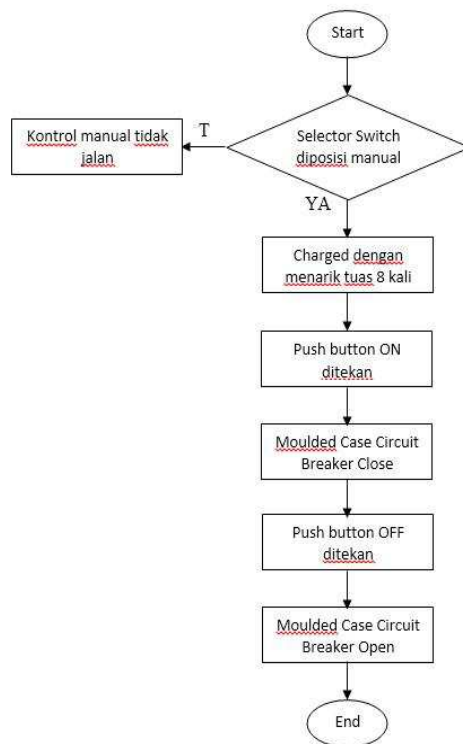 Start
Selector Switch
diposisi manual
T
Kontrol manual tidak
jalan
YA
Charged dengan
menarik tuas 8 kali
Push button ON
ditekan
Moulded Case Circuit
Breaker Close
Push button OFF
ditekan
Moulded Case Circuit
Breaker Open
End